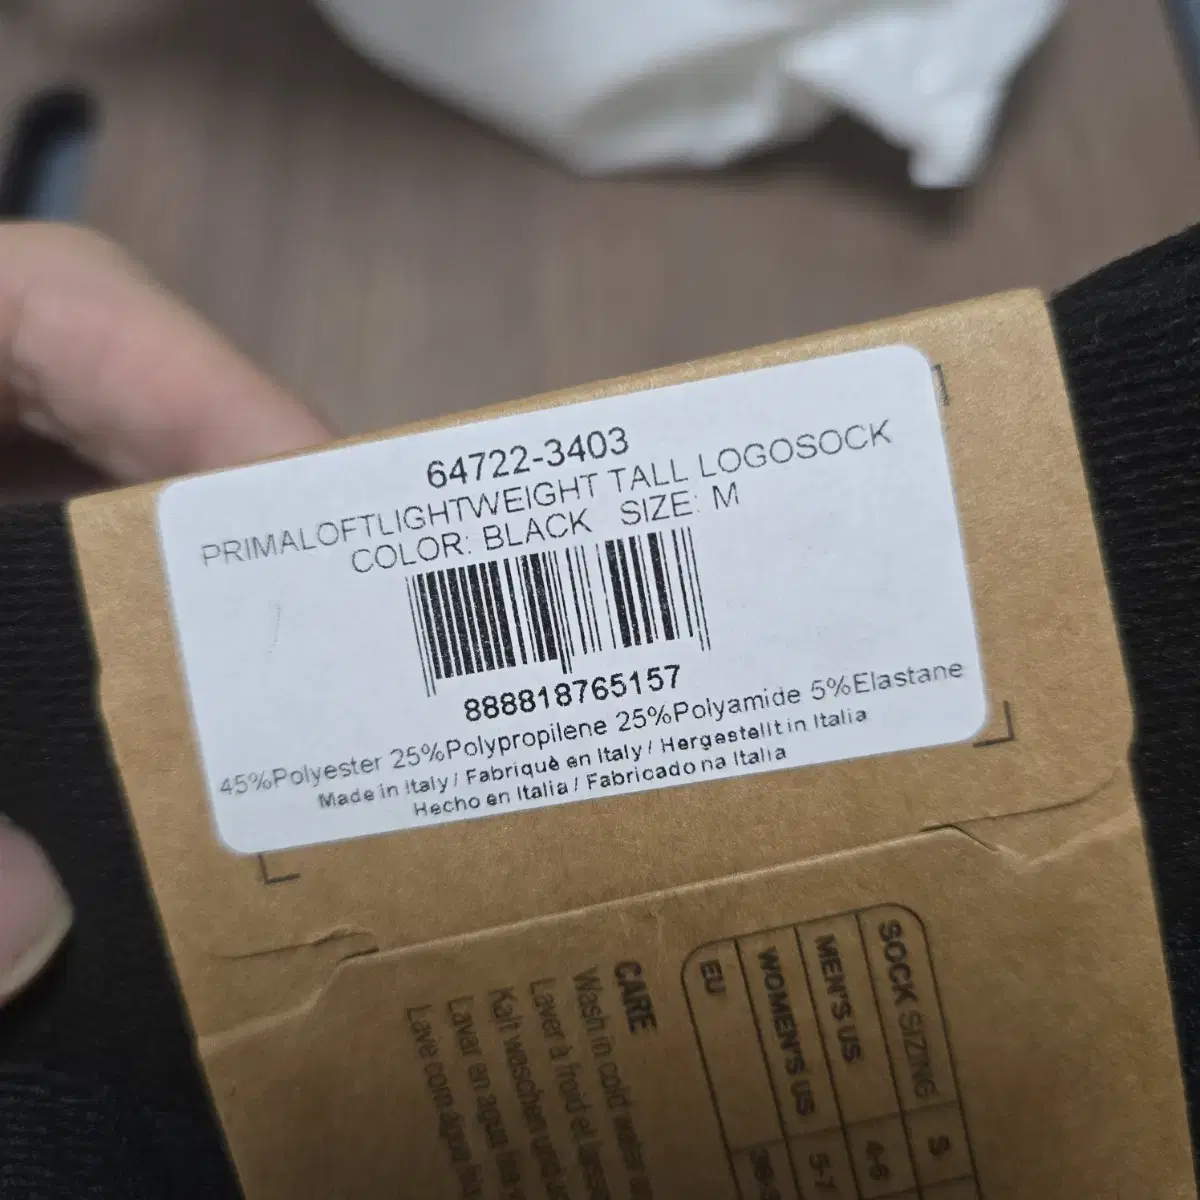 64722-3403
PRIMALOFTLIGHTWEIGHT TALL LOGOSOCK
COLOR: BLACK SIZE: M
888818765157
45%Polyester 25%Polypropilene 25%Polyamide 5%Elastane
Made in Italy / Fabriquè en Italy / Hergestellt in Italia
Hecho en Italia / Fabricado na Italia
SOCK SIZING S
MEN'S US 4-6
WOMEN'S US 5-7
EU
CARE
Wash in cold water
Laver à froid et
Kalt waschen und
Lavar en agua
Lave com água